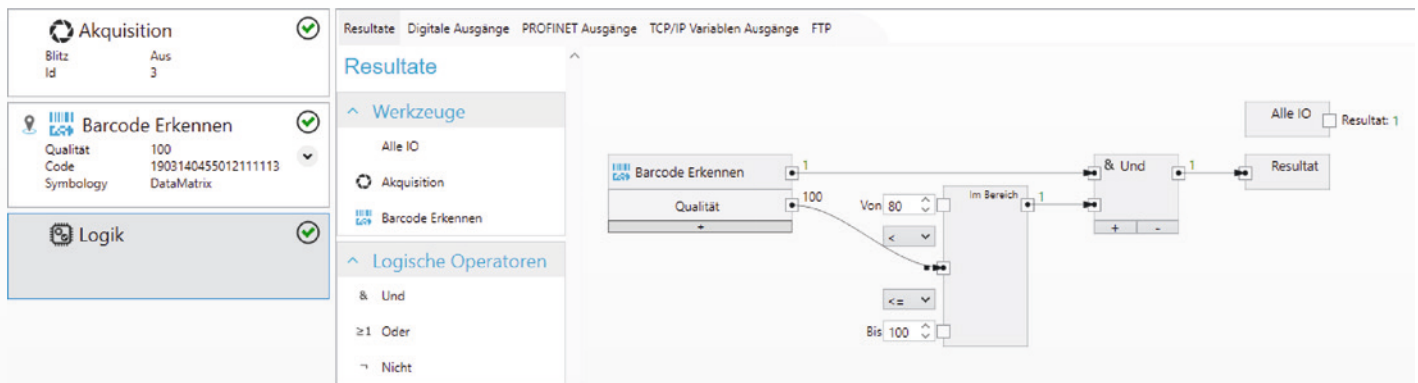 Akquisition
Blitz Aus
Id 3
Barcode Erkennen
Qualität 100
Code 1903140455012111113
Symbology DataMatrix
Logik
Resultate Digitale Ausgänge PROFINET Ausgänge TCP/IP Variablen Ausgänge FTP
Resultate
Werkzeuge
Alle IO
Akquisition
Barcode Erkennen
Logische Operatoren
& Und
≥1 Oder
¬ Nicht
Barcode Erkennen 1
Qualität 100
+
Von 80
<
Im Bereich 1
<=
Bis 100
& Und 1
+ -
Alle IO Resultat: 1
Resultat